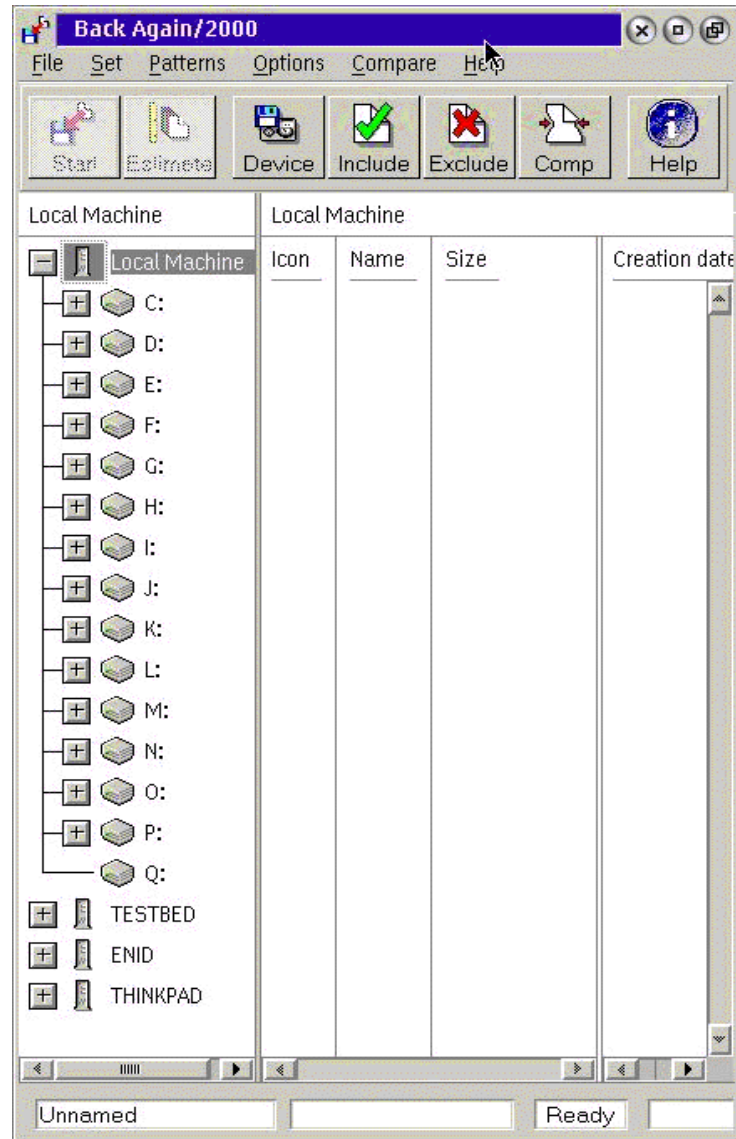 Back Again/2000
File Set Patterns Options Compare Help
Start Estimate Device Include Exclude Comp Help
Local Machine Local Machine
Local Machine Icon Name Size Creation date
C:
D:
E:
F:
G:
H:
I:
J:
K:
L:
M:
N:
O:
P:
Q:
TESTBED
ENID
THINKPAD
Unnamed Ready